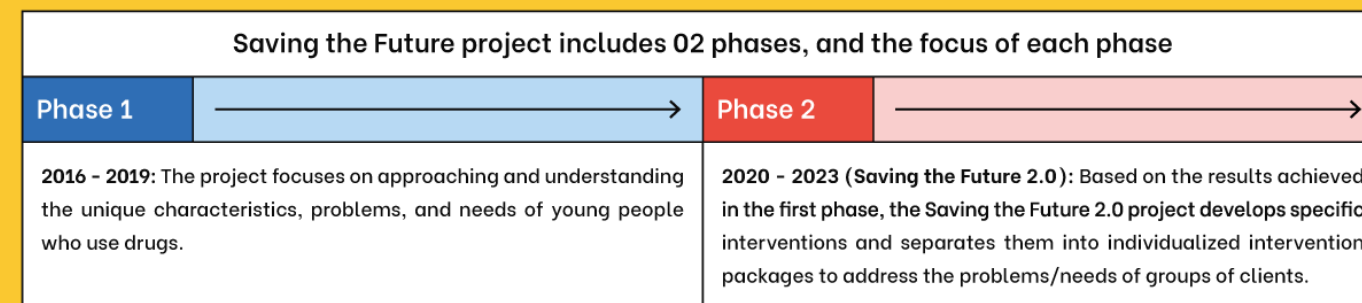 Saving the Future project includes 02 phases, and the focus of each phase
Phase 1
Phase 2
2016 - 2019: The project focuses on approaching and understanding
the unique characteristics, problems, and needs of young people
who use drugs.
2020 - 2023 (Saving the Future 2.0): Based on the results achieved
in the first phase, the Saving the Future 2.0 project develops specific
interventions and separates them into individualized intervention
packages to address the problems/needs of groups of clients.